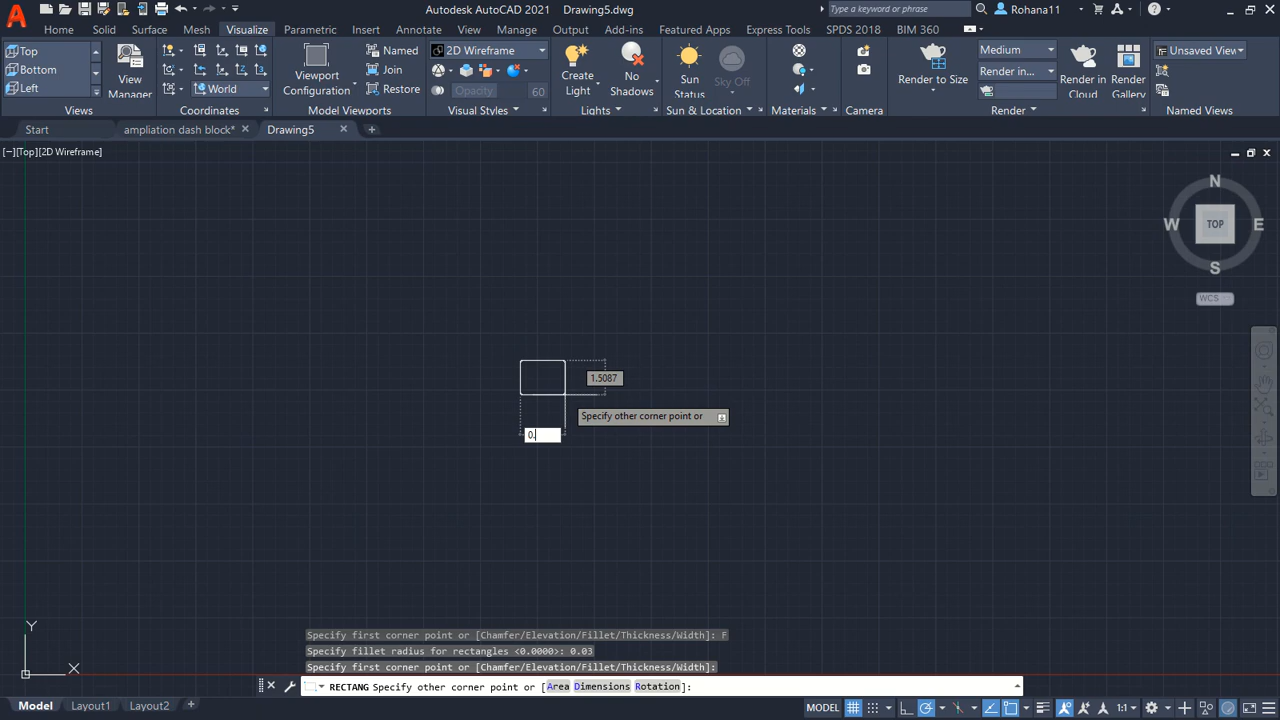 Autodesk AutoCAD 2021 Drawing5.dwg
Type a keyword or phrase
Rohana11
Home Solid Surface Mesh Visualize Parametric Insert Annotate View Manage Output Add-ins Featured Apps Express Tools SPDS 2018 BIM 360
Top
Bottom
Left
View
Manager
Views
World
Coordinates
Viewport
Configuration
Named
Join
Restore
Model Viewports
2D Wireframe
Opacity 60
Visual Styles
Create
Light
No
Shadows
Lights
Sun
Status
Sky Off
Sun & Location
Materials
Camera
Render to Size
Medium
Render in...
Render in
Cloud
Render
Gallery
Render
Unsaved View
Named Views
Start
ampliation dash block*
Drawing5
[−][Top][2D Wireframe]
N
W TOP E
S
WCS
1.5087
Specify other corner point or
0.
Y
X
Specify first corner point or [Chamfer/Elevation/Fillet/Thickness/Width]: F
Specify fillet radius for rectangles <0.0000>: 0.03
Specify first corner point or [Chamfer/Elevation/Fillet/Thickness/Width]:
RECTANG Specify other corner point or [Area Dimensions Rotation]:
Model Layout1 Layout2 +
MODEL 1:1